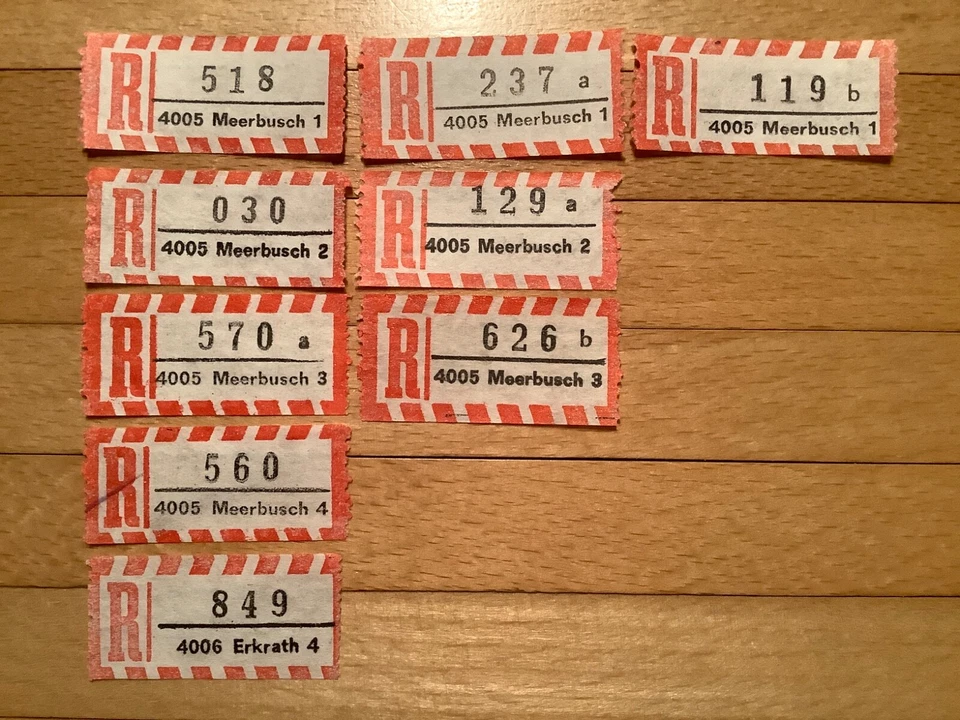 R 518
4005 Meerbusch 1
R 237 a
4005 Meerbusch 1
R 119 b
4005 Meerbusch 1
R 030
4005 Meerbusch 2
R 129 a
4005 Meerbusch 2
R 570 a
4005 Meerbusch 3
R 626 b
4005 Meerbusch 3
R 560
4005 Meerbusch 4
R 849
4006 Erkrath 4